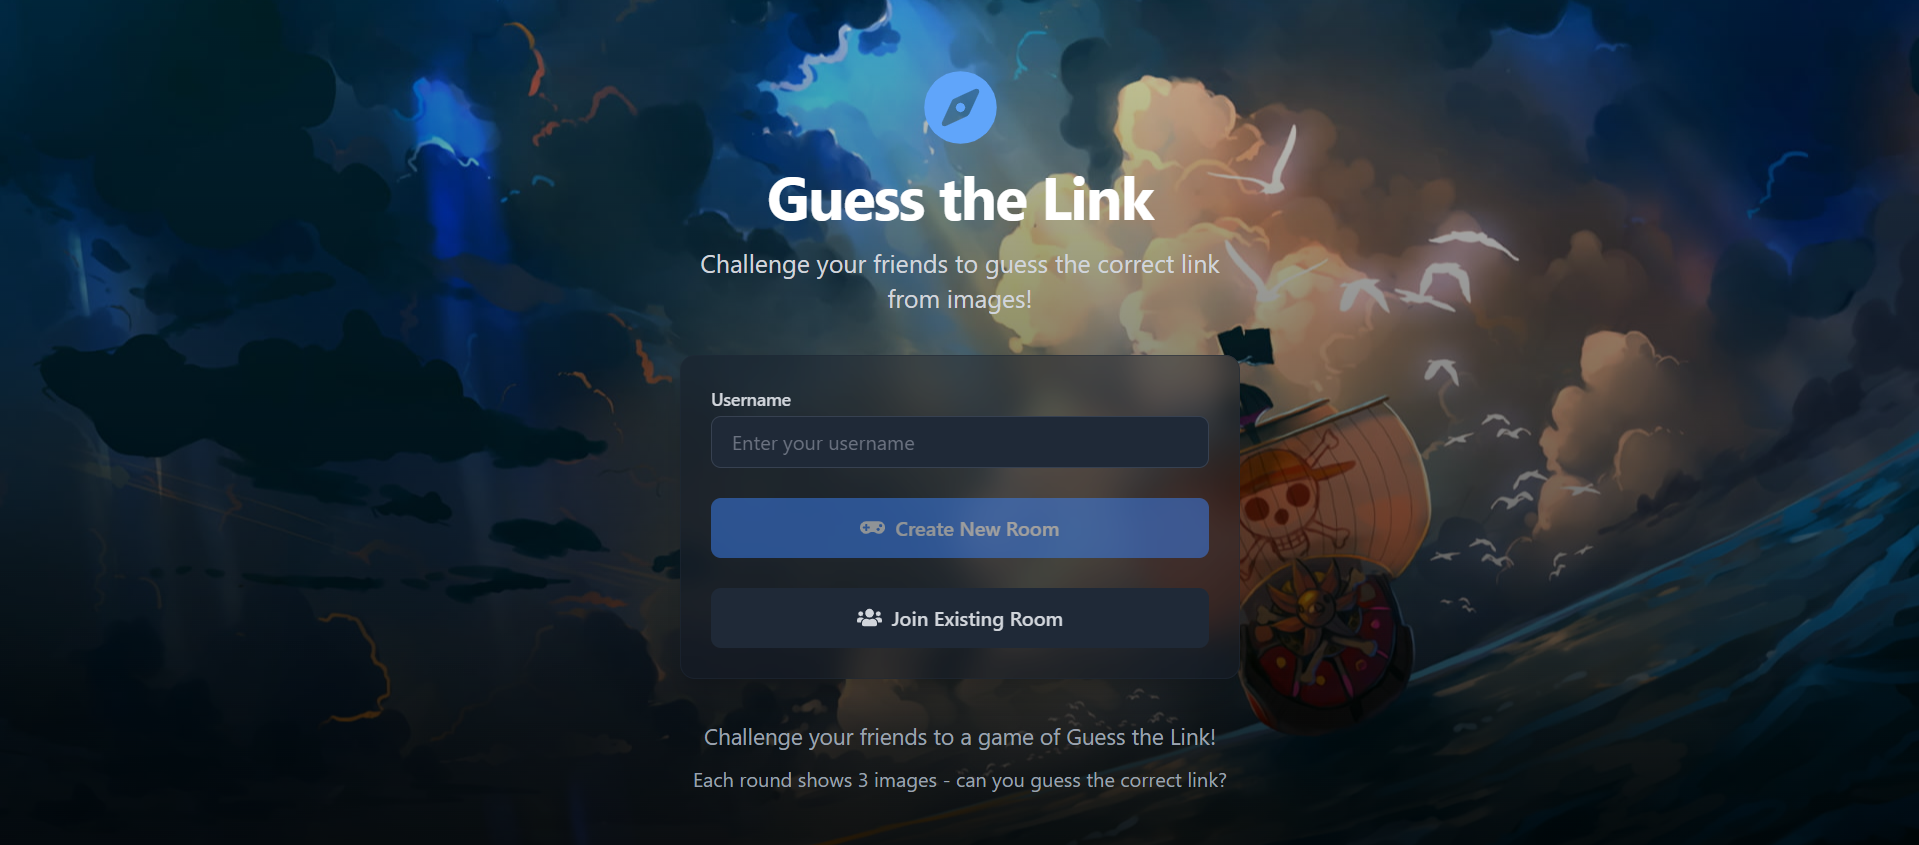 Guess the Link
Challenge your friends to guess the correct link
from images!
Username
Enter your username
Create New Room
Join Existing Room
Challenge your friends to a game of Guess the Link!
Each round shows 3 images - can you guess the correct link?